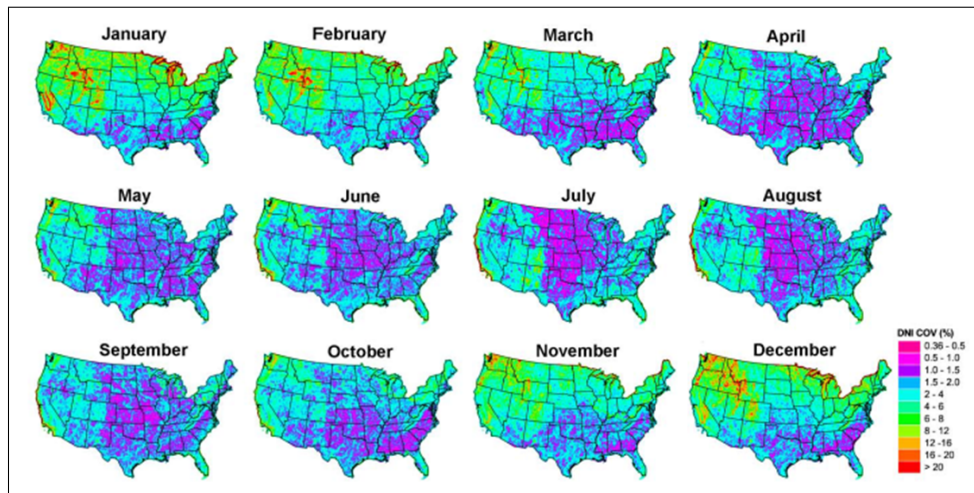 January
February
March
April
May
June
July
August
September
October
November
December
DNI COV (%)
0.36 - 0.5
0.5 - 1.0
1.0 - 1.5
1.5 - 2.0
2 - 4
4 - 6
6 - 8
8 - 12
12 -16
16 - 20
> 20